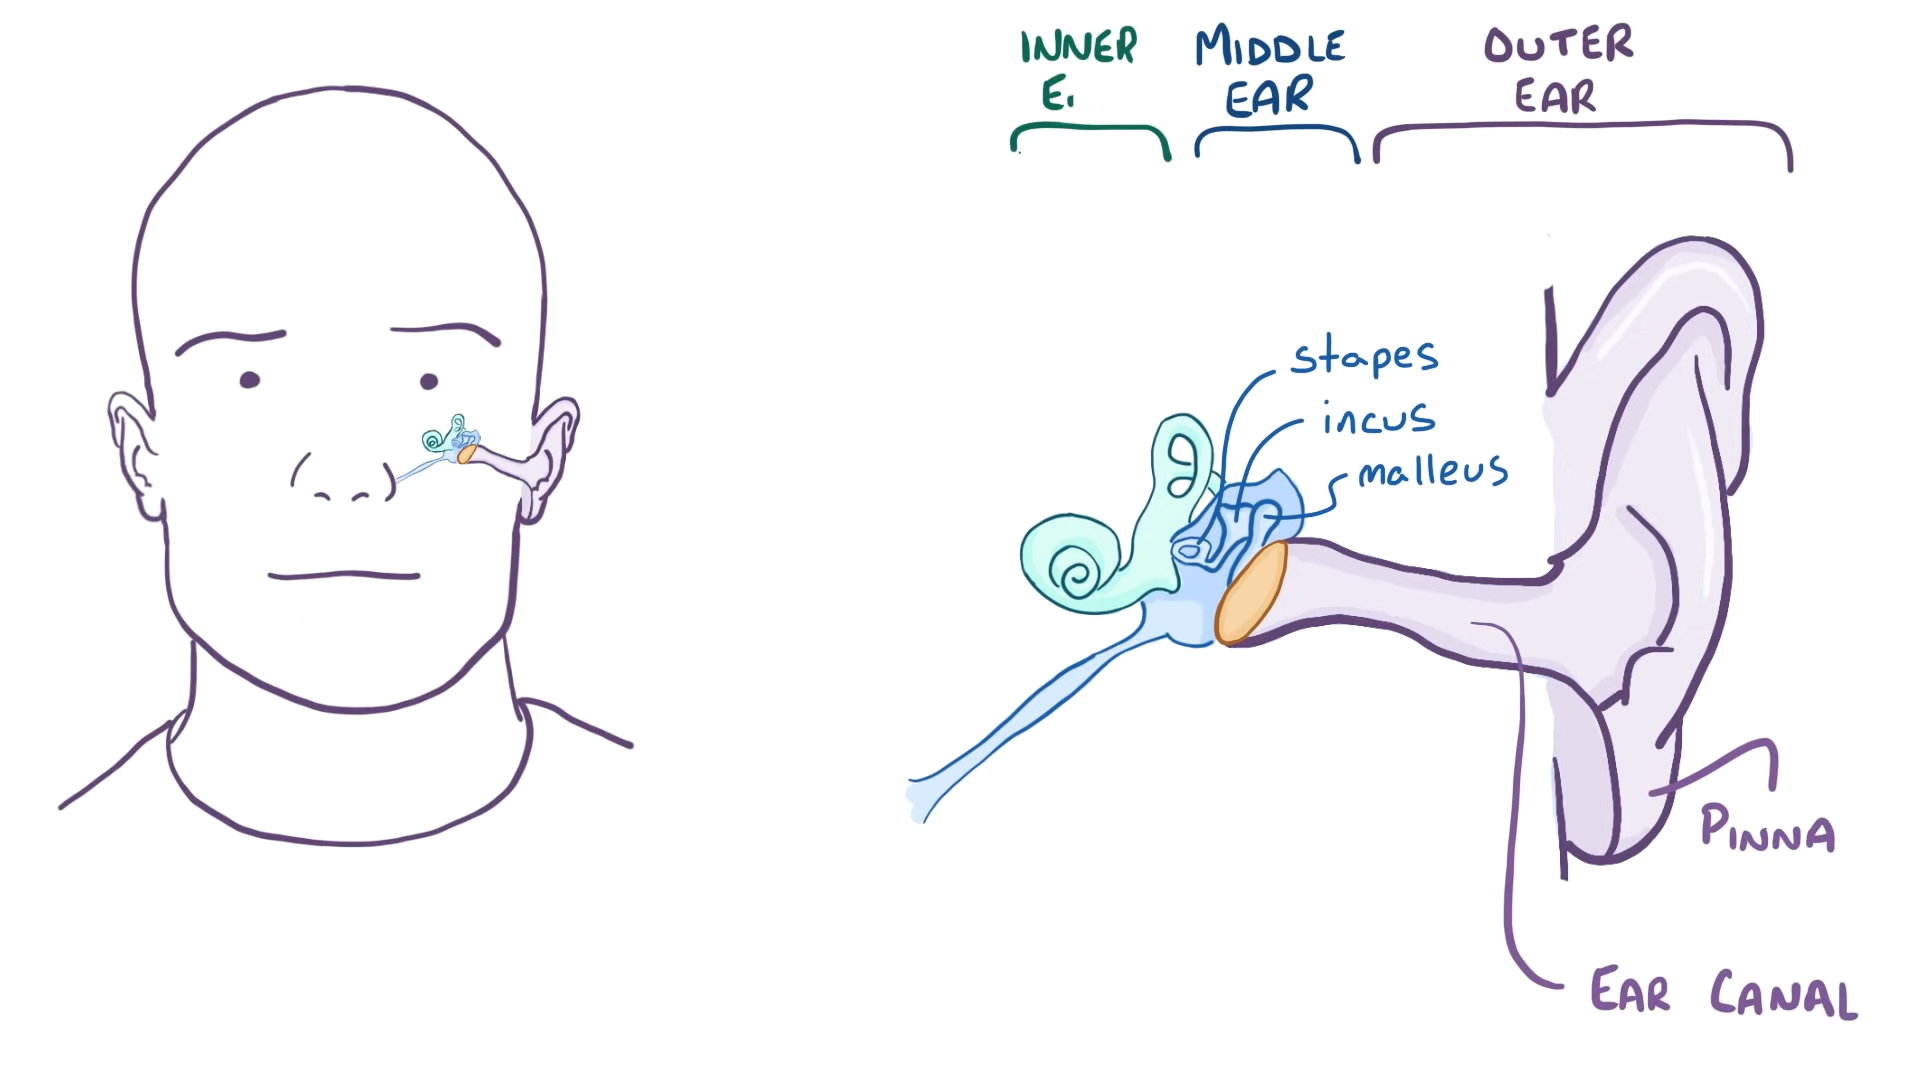 INNER
E
MIDDLE
EAR
OUTER
EAR
stapes
incus
malleus
PINNA
EAR CANAL